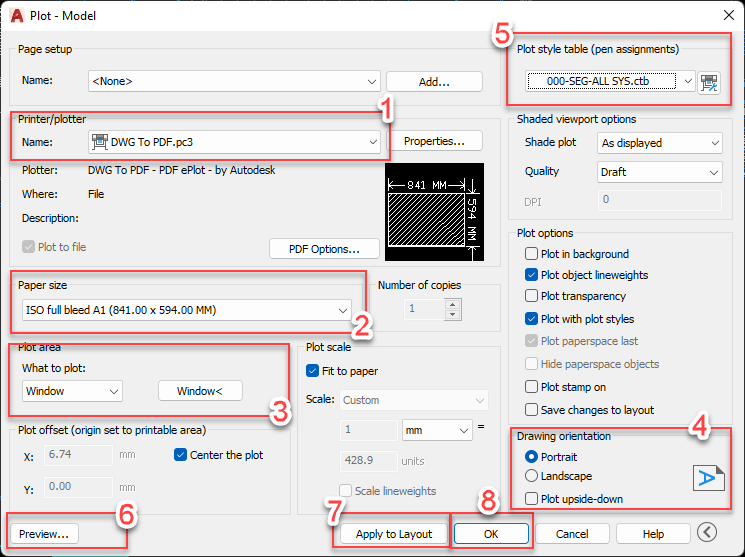 Plot - Model
Page setup
Name: <None> Add...
1
Printer/plotter
Name: DWG To PDF.pc3 Properties...
Plotter: DWG To PDF - PDF ePlot - by Autodesk
Where: File
Description:
Plot to file
PDF Options...
841 MM
594 MM
Paper size
ISO full bleed A1 (841.00 x 594.00 MM)
2
Number of copies
1
Plot area
What to plot:
Window Window<
3
Plot scale
Fit to paper
Scale: Custom
1 mm =
428.9 units
Scale lineweights
Plot offset (origin set to printable area)
X: 6.74 mm Center the plot
Y: 0.00 mm
5
Plot style table (pen assignments)
000-SEG-ALL SYS.ctb
Shaded viewport options
Shade plot As displayed
Quality Draft
DPI 0
Plot options
Plot in background
Plot object lineweights
Plot transparency
Plot with plot styles
Plot paperspace last
Hide paperspace objects
Plot stamp on
Save changes to layout
4
Drawing orientation
Portrait
Landscape
Plot upside-down
A
6
7
8
Preview... Apply to Layout OK Cancel Help